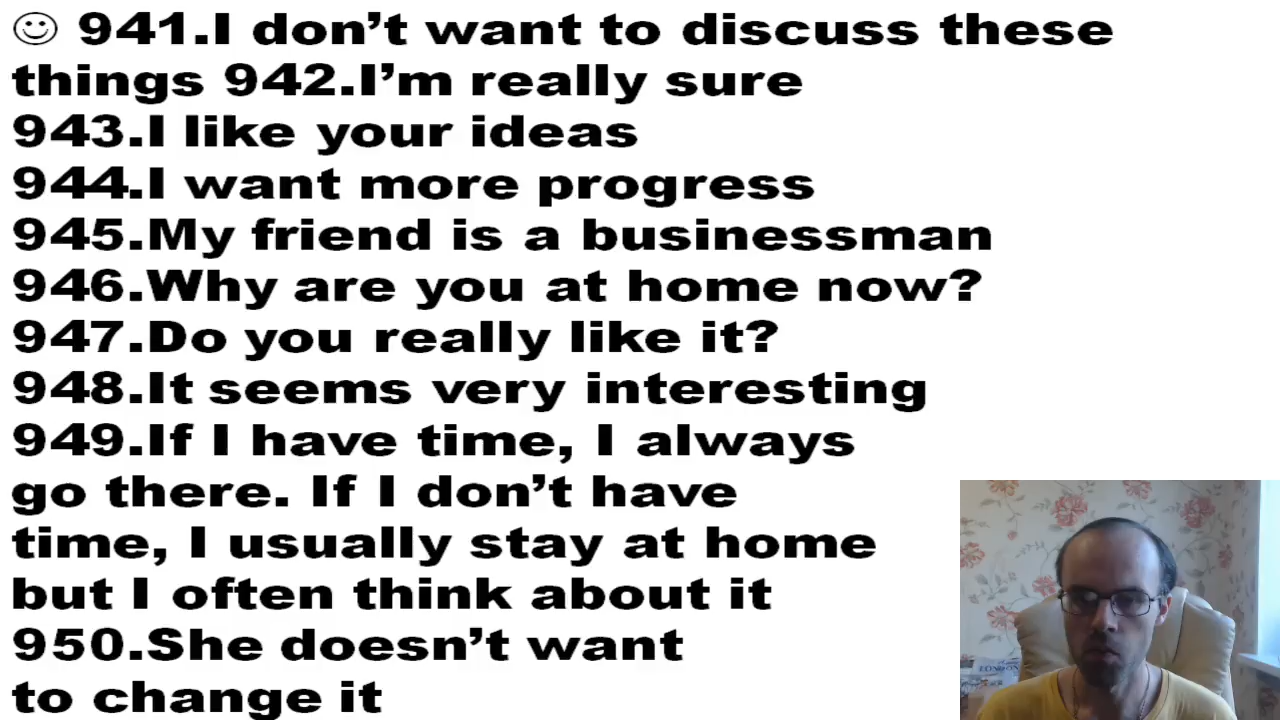 ☺ 941.I don’t want to discuss these
things 942.I’m really sure
943.I like your ideas
944.I want more progress
945.My friend is a businessman
946.Why are you at home now?
947.Do you really like it?
948.It seems very interesting
949.If I have time, I always
go there. If I don’t have
time, I usually stay at home
but I often think about it
950.She doesn’t want
to change it
LONDON